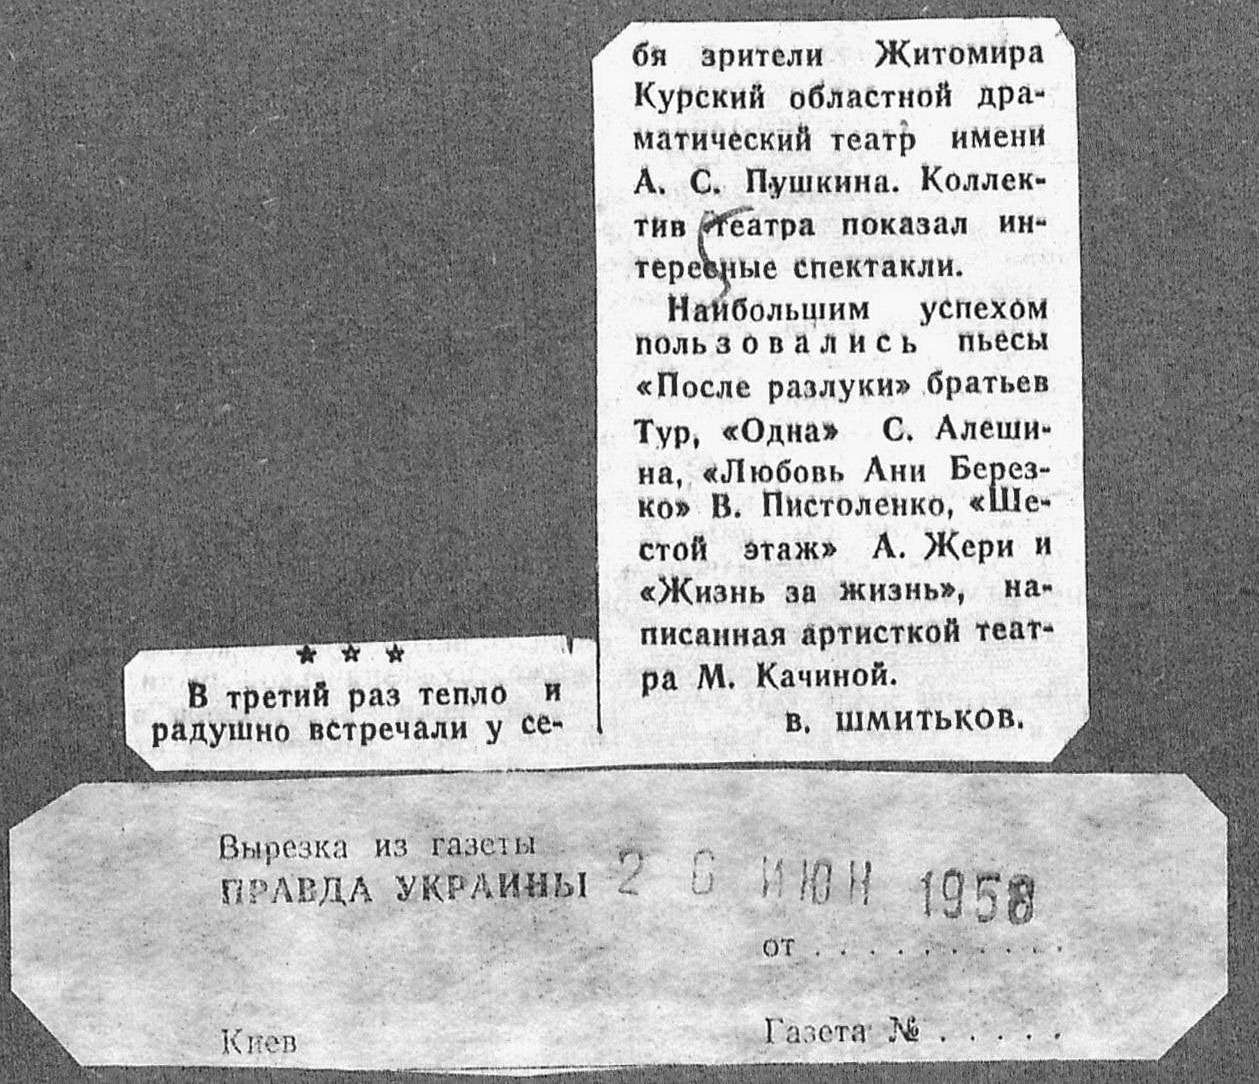 ★ ★ ★
В третий раз тепло и
радушно встречали у се-
бя зрители Житомира
Курский областной дра-
матический театр имени
А. С. Пушкина. Коллек-
тив театра показал ин-
тересные спектакли.
Наибольшим успехом
пользовались пьесы
«После разлуки» братьев
Тур, «Одна» С. Алеши-
на, «Любовь Ани Берез-
ко» В. Пистоленко, «Ше-
стой этаж» А. Жери и
«Жизнь за жизнь», на-
писанная артисткой теат-
ра М. Качиной.
В. ШМИТЬКОВ.
Вырезка из газеты
ПРАВДА УКРАИНЫ
2 6 ИЮН 1958
от . . . . . . . . . .
Киев
Газета № . . . . .